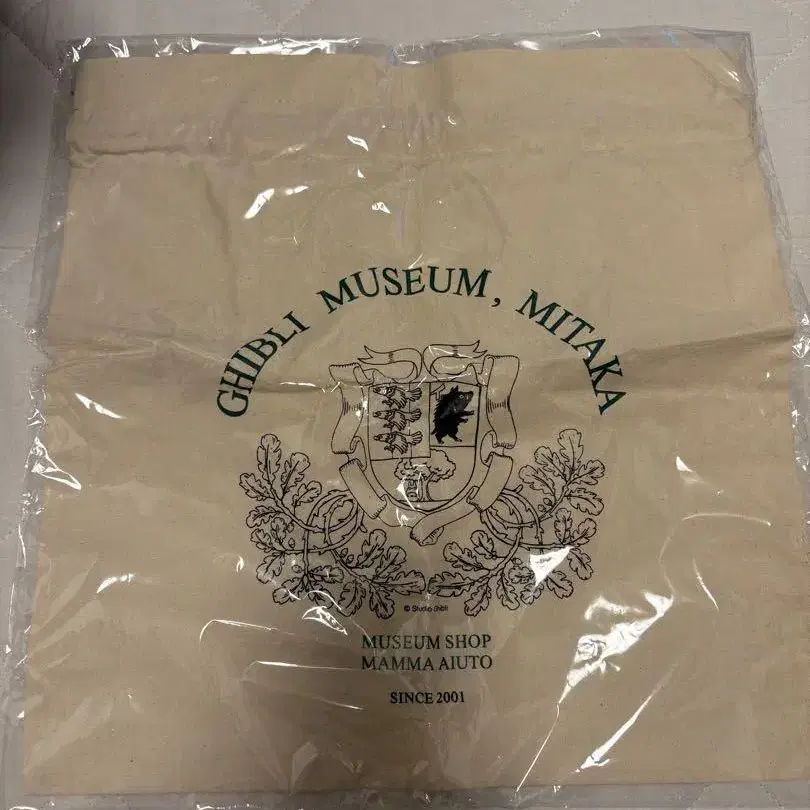 GHIBLI MUSEUM, MITAKA
© Studio Ghibli
MUSEUM SHOP
MAMMA AIUTO
SINCE 2001